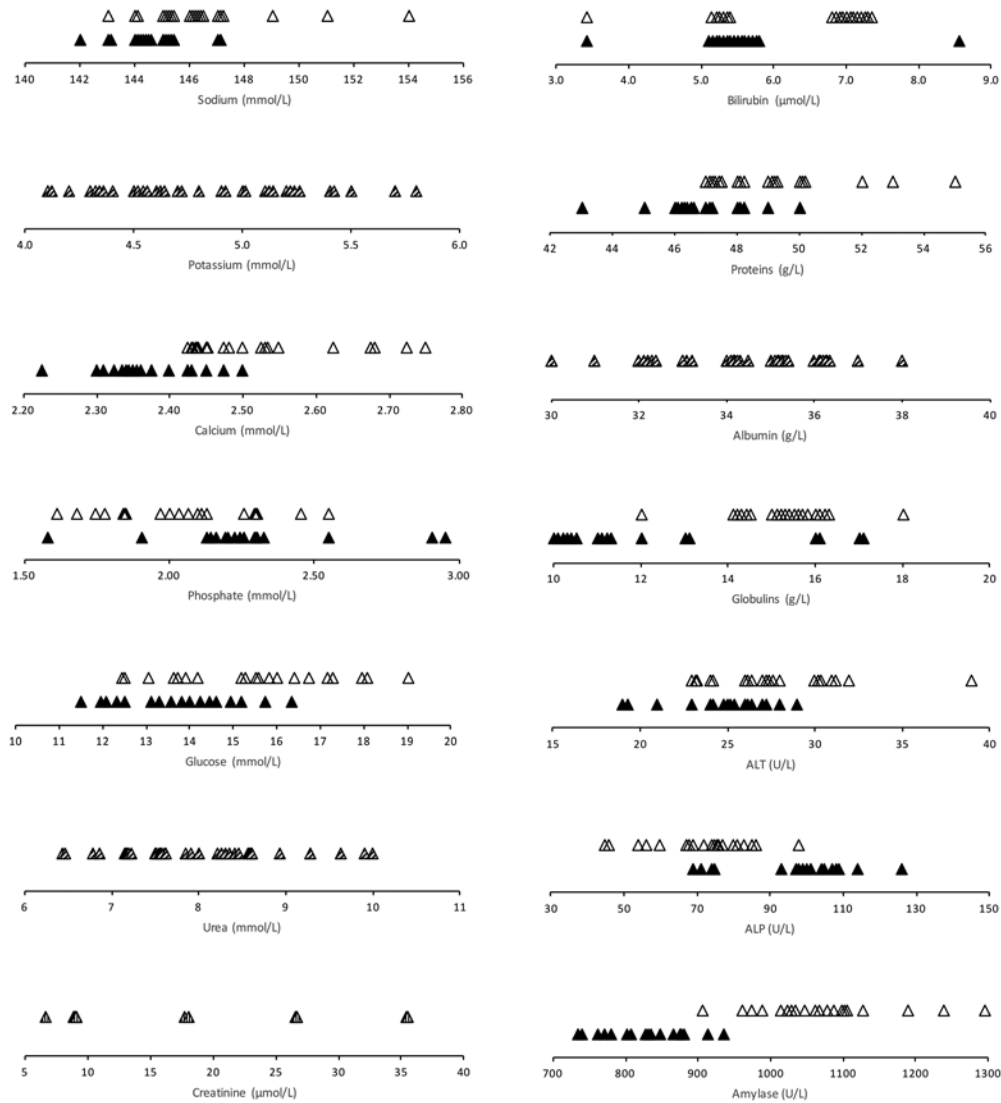 140 142 144 146 148 150 152 154 156
Sodium (mmol/L)
4.0 4.5 5.0 5.5 6.0
Potassium (mmol/L)
2.20 2.30 2.40 2.50 2.60 2.70 2.80
Calcium (mmol/L)
1.50 2.00 2.50 3.00
Phosphate (mmol/L)
10 11 12 13 14 15 16 17 18 19 20
Glucose (mmol/L)
6 7 8 9 10 11
Urea (mmol/L)
5 10 15 20 25 30 35 40
Creatinine (μmol/L)
3.0 4.0 5.0 6.0 7.0 8.0 9.0
Bilirubin (μmol/L)
42 44 46 48 50 52 54 56
Proteins (g/L)
30 32 34 36 38 40
Albumin (g/L)
10 12 14 16 18 20
Globulins (g/L)
15 20 25 30 35 40
ALT (U/L)
30 50 70 90 110 130 150
ALP (U/L)
700 800 900 1000 1100 1200 1300
Amylase (U/L)